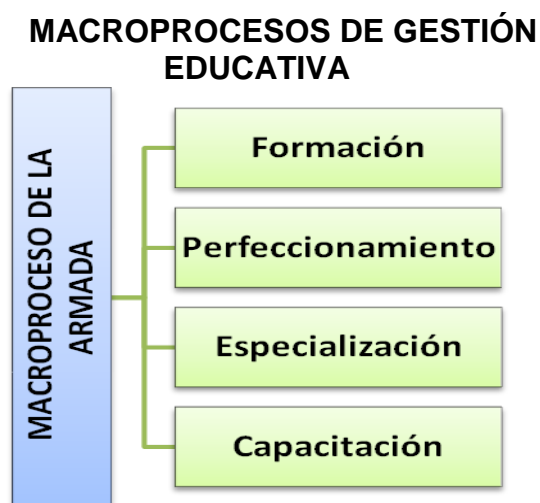 MACROPROCESOS DE GESTIÓN
EDUCATIVA
MACROPROCESO DE LA
ARMADA
Formación
Perfeccionamiento
Especialización
Capacitación